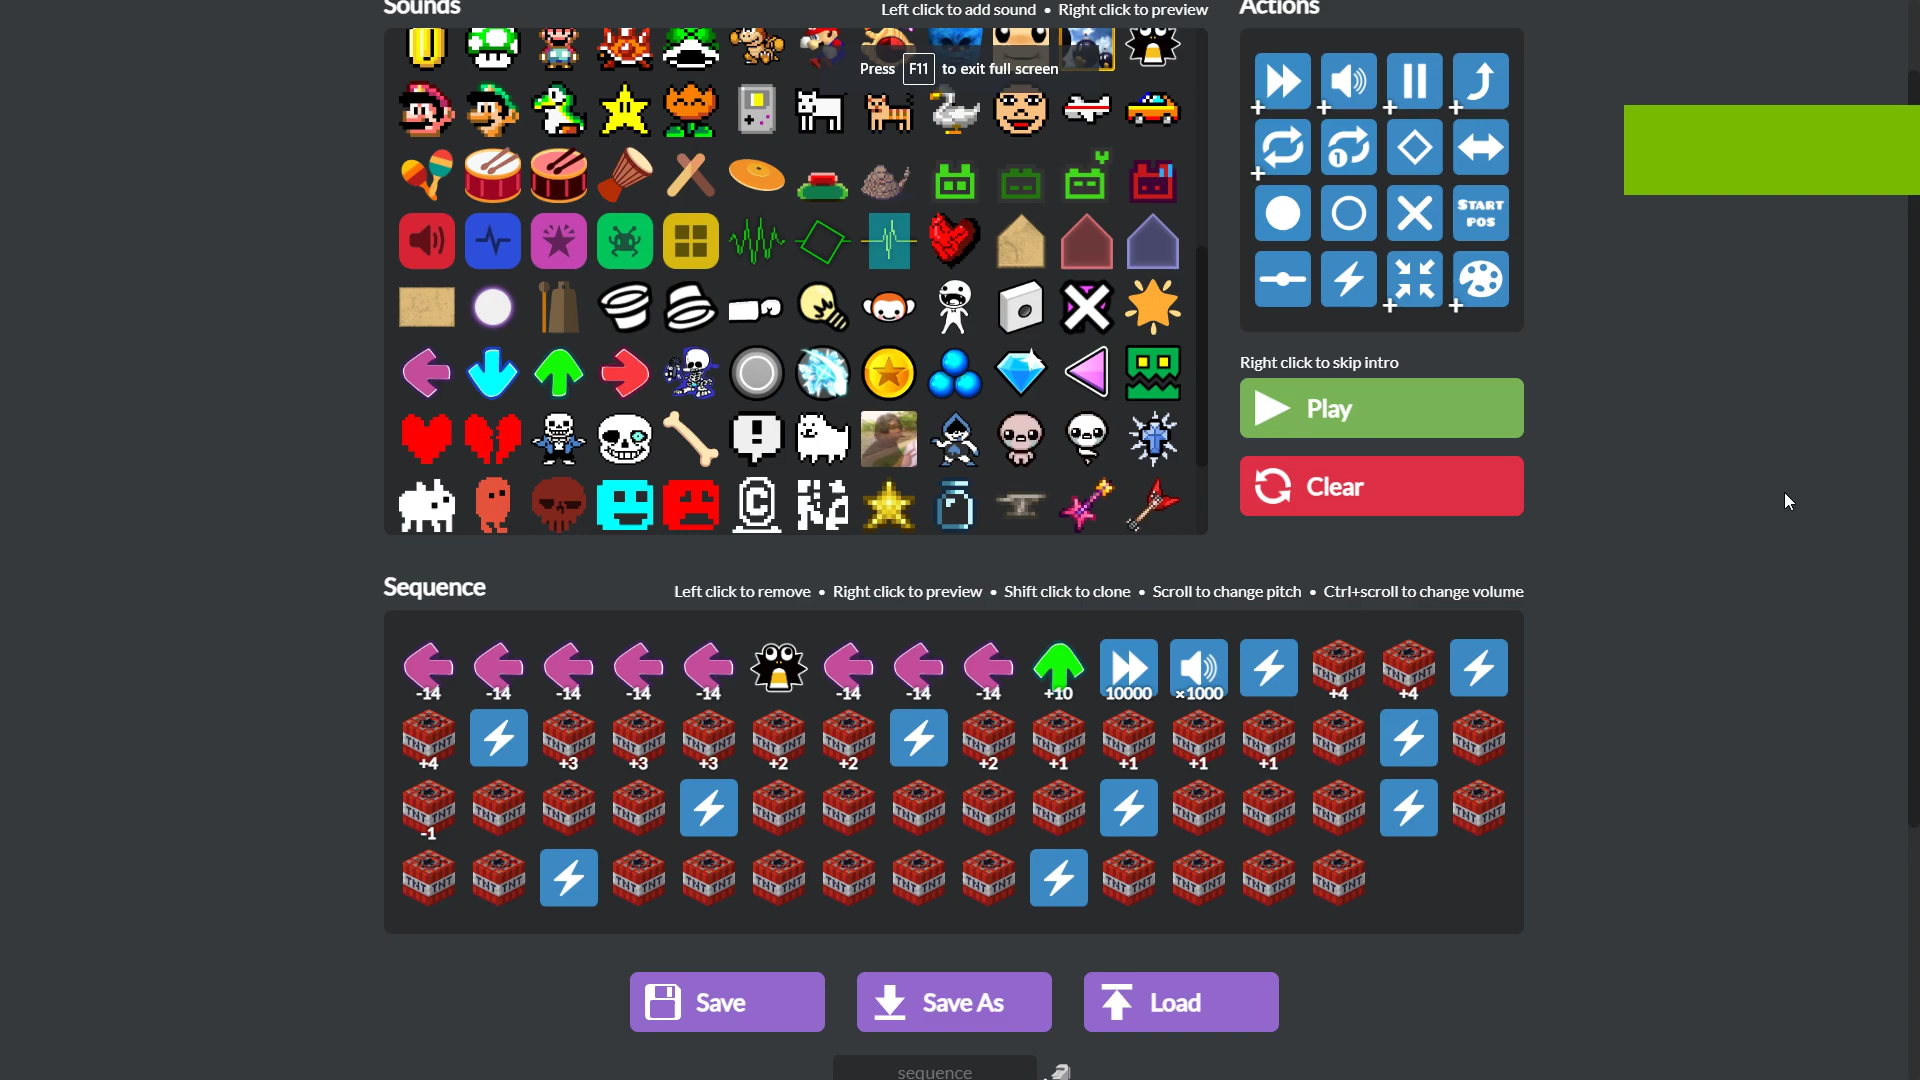 Sounds
Left click to add sound • Right click to preview
Actions
Press F11 to exit full screen
1
START
POS
Right click to skip intro
Play
Clear
Sequence
Left click to remove • Right click to preview • Shift click to clone • Scroll to change pitch • Ctrl+scroll to change volume
-14 -14 -14 -14 -14 -14 -14 -14 +10 10000 ×1000 +4 +4
+4 +3 +3 +3 +2 +2 +2 +1 +1 +1 +1
-1
Save
Save As
Load
sequence